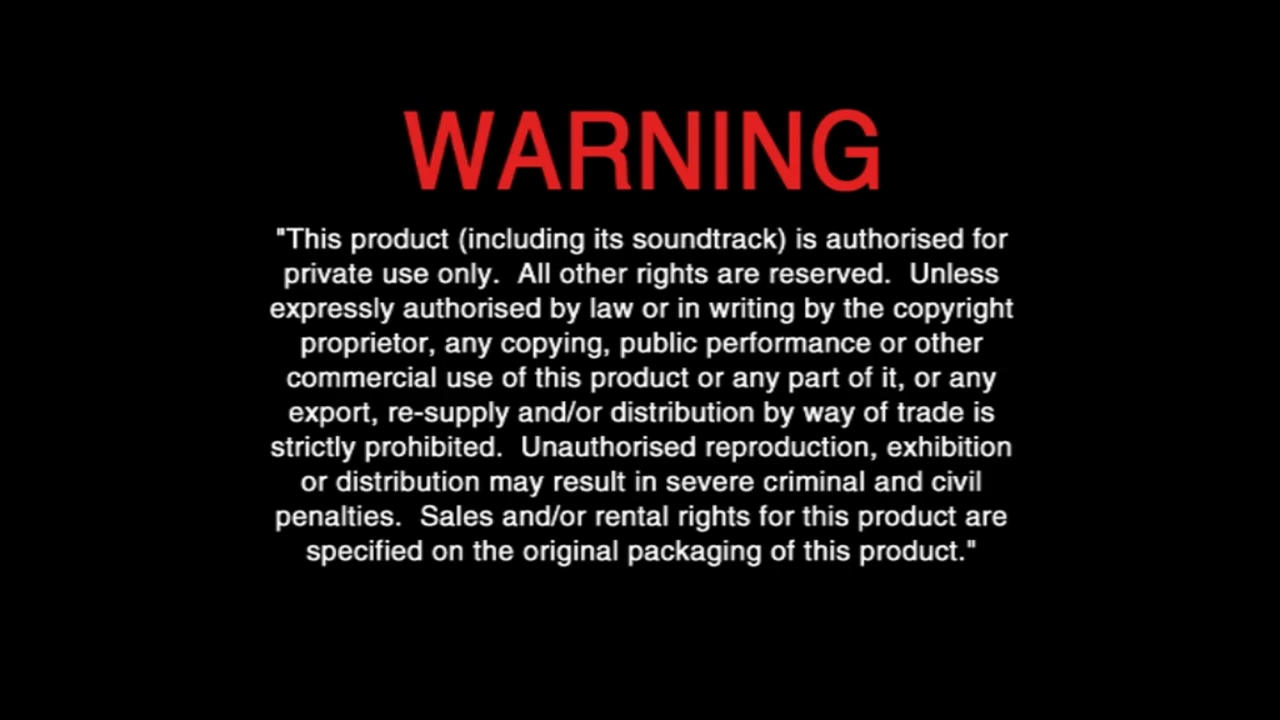 WARNING
"This product (including its soundtrack) is authorised for
private use only.  All other rights are reserved.  Unless
expressly authorised by law or in writing by the copyright
proprietor, any copying, public performance or other
commercial use of this product or any part of it, or any
export, re-supply and/or distribution by way of trade is
strictly prohibited.  Unauthorised reproduction, exhibition
or distribution may result in severe criminal and civil
penalties.  Sales and/or rental rights for this product are
specified on the original packaging of this product."